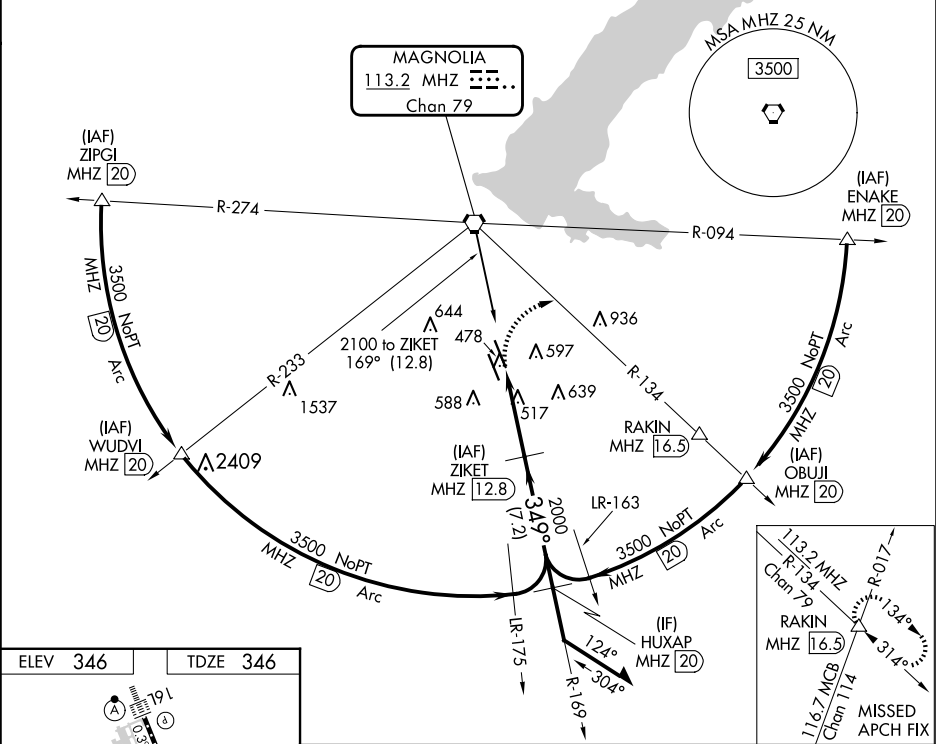 MAGNOLIA
113.2 MHZ
Chan 79
MSA MHZ 25 NM
3500
(IAF)
ZIPGI
MHZ 20
(IAF)
ENAKE
MHZ 20
R-274
R-094
3500 NoPT
MHZ 20 Arc
3500 NoPT
MHZ 20 Arc
644
936
478
597
2100 to ZIKET
169° (12.8)
R-233
R-134
1537
588
517
639
(IAF)
WUDVI
MHZ 20
2409
RAKIN
MHZ 16.5
(IAF)
ZIKET
MHZ 12.8
(IAF)
OBUJI
MHZ 20
349°
2000
(7.2)
LR-163
3500 NoPT
MHZ 20 Arc
3500 NoPT
MHZ 20 Arc
LR-175
(IF)
HUXAP
MHZ 20
124°
304°
R-169
113.2 MHZ
R-134
Chan 79
R-017
RAKIN
MHZ 16.5
134°
314°
116.7 MCB
Chan 114
MISSED
APCH FIX
ELEV 346
TDZE 346
A
16L
P